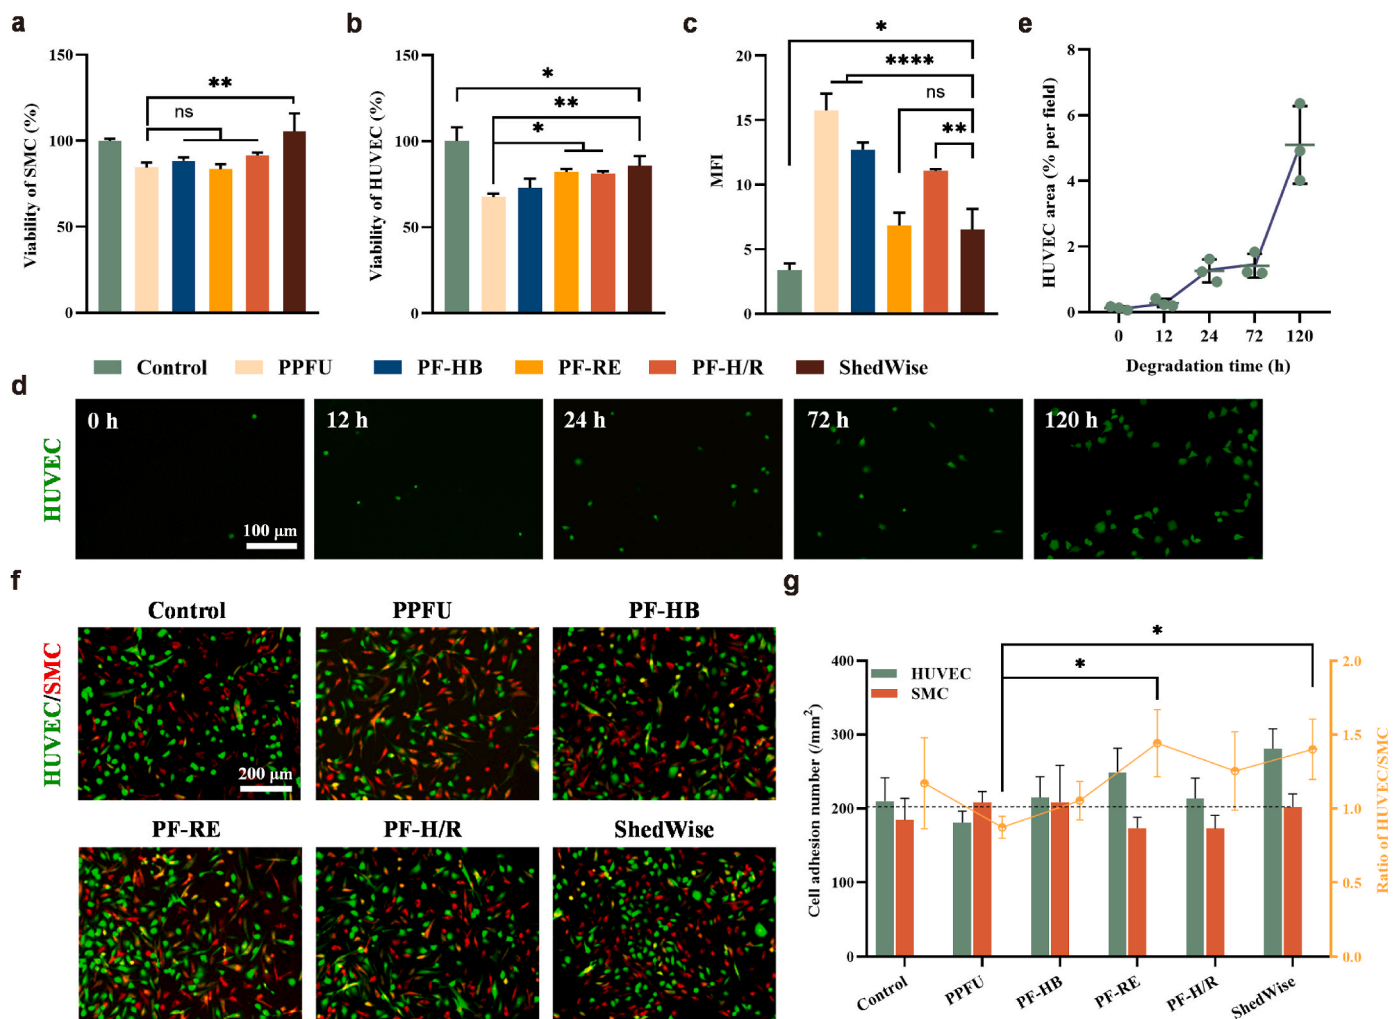 a
150
100
50
0
Viability of SMC (%)
**
ns
b
150
100
50
0
Viability of HUVEC (%)
*
**
*
c
20
15
10
5
0
MFI
*
****
ns
**
e
8
6
4
2
0
HUVEC area (% per field)
0 12 24 72 120
Degradation time (h)
Control PPFU PF-HB PF-RE PF-H/R ShedWise
d
HUVEC
0 h
100 μm
12 h
24 h
72 h
120 h
f
HUVEC/SMC
Control
200 μm
PPFU
PF-HB
PF-RE
PF-H/R
ShedWise
g
400
300
200
100
0
Cell adhesion number (/mm²)
HUVEC
SMC
*
*
2.0
1.5
1.0
0.5
0.0
Ratio of HUVEC/SMC
Control PPFU PF-HB PF-RE PF-H/R ShedWise